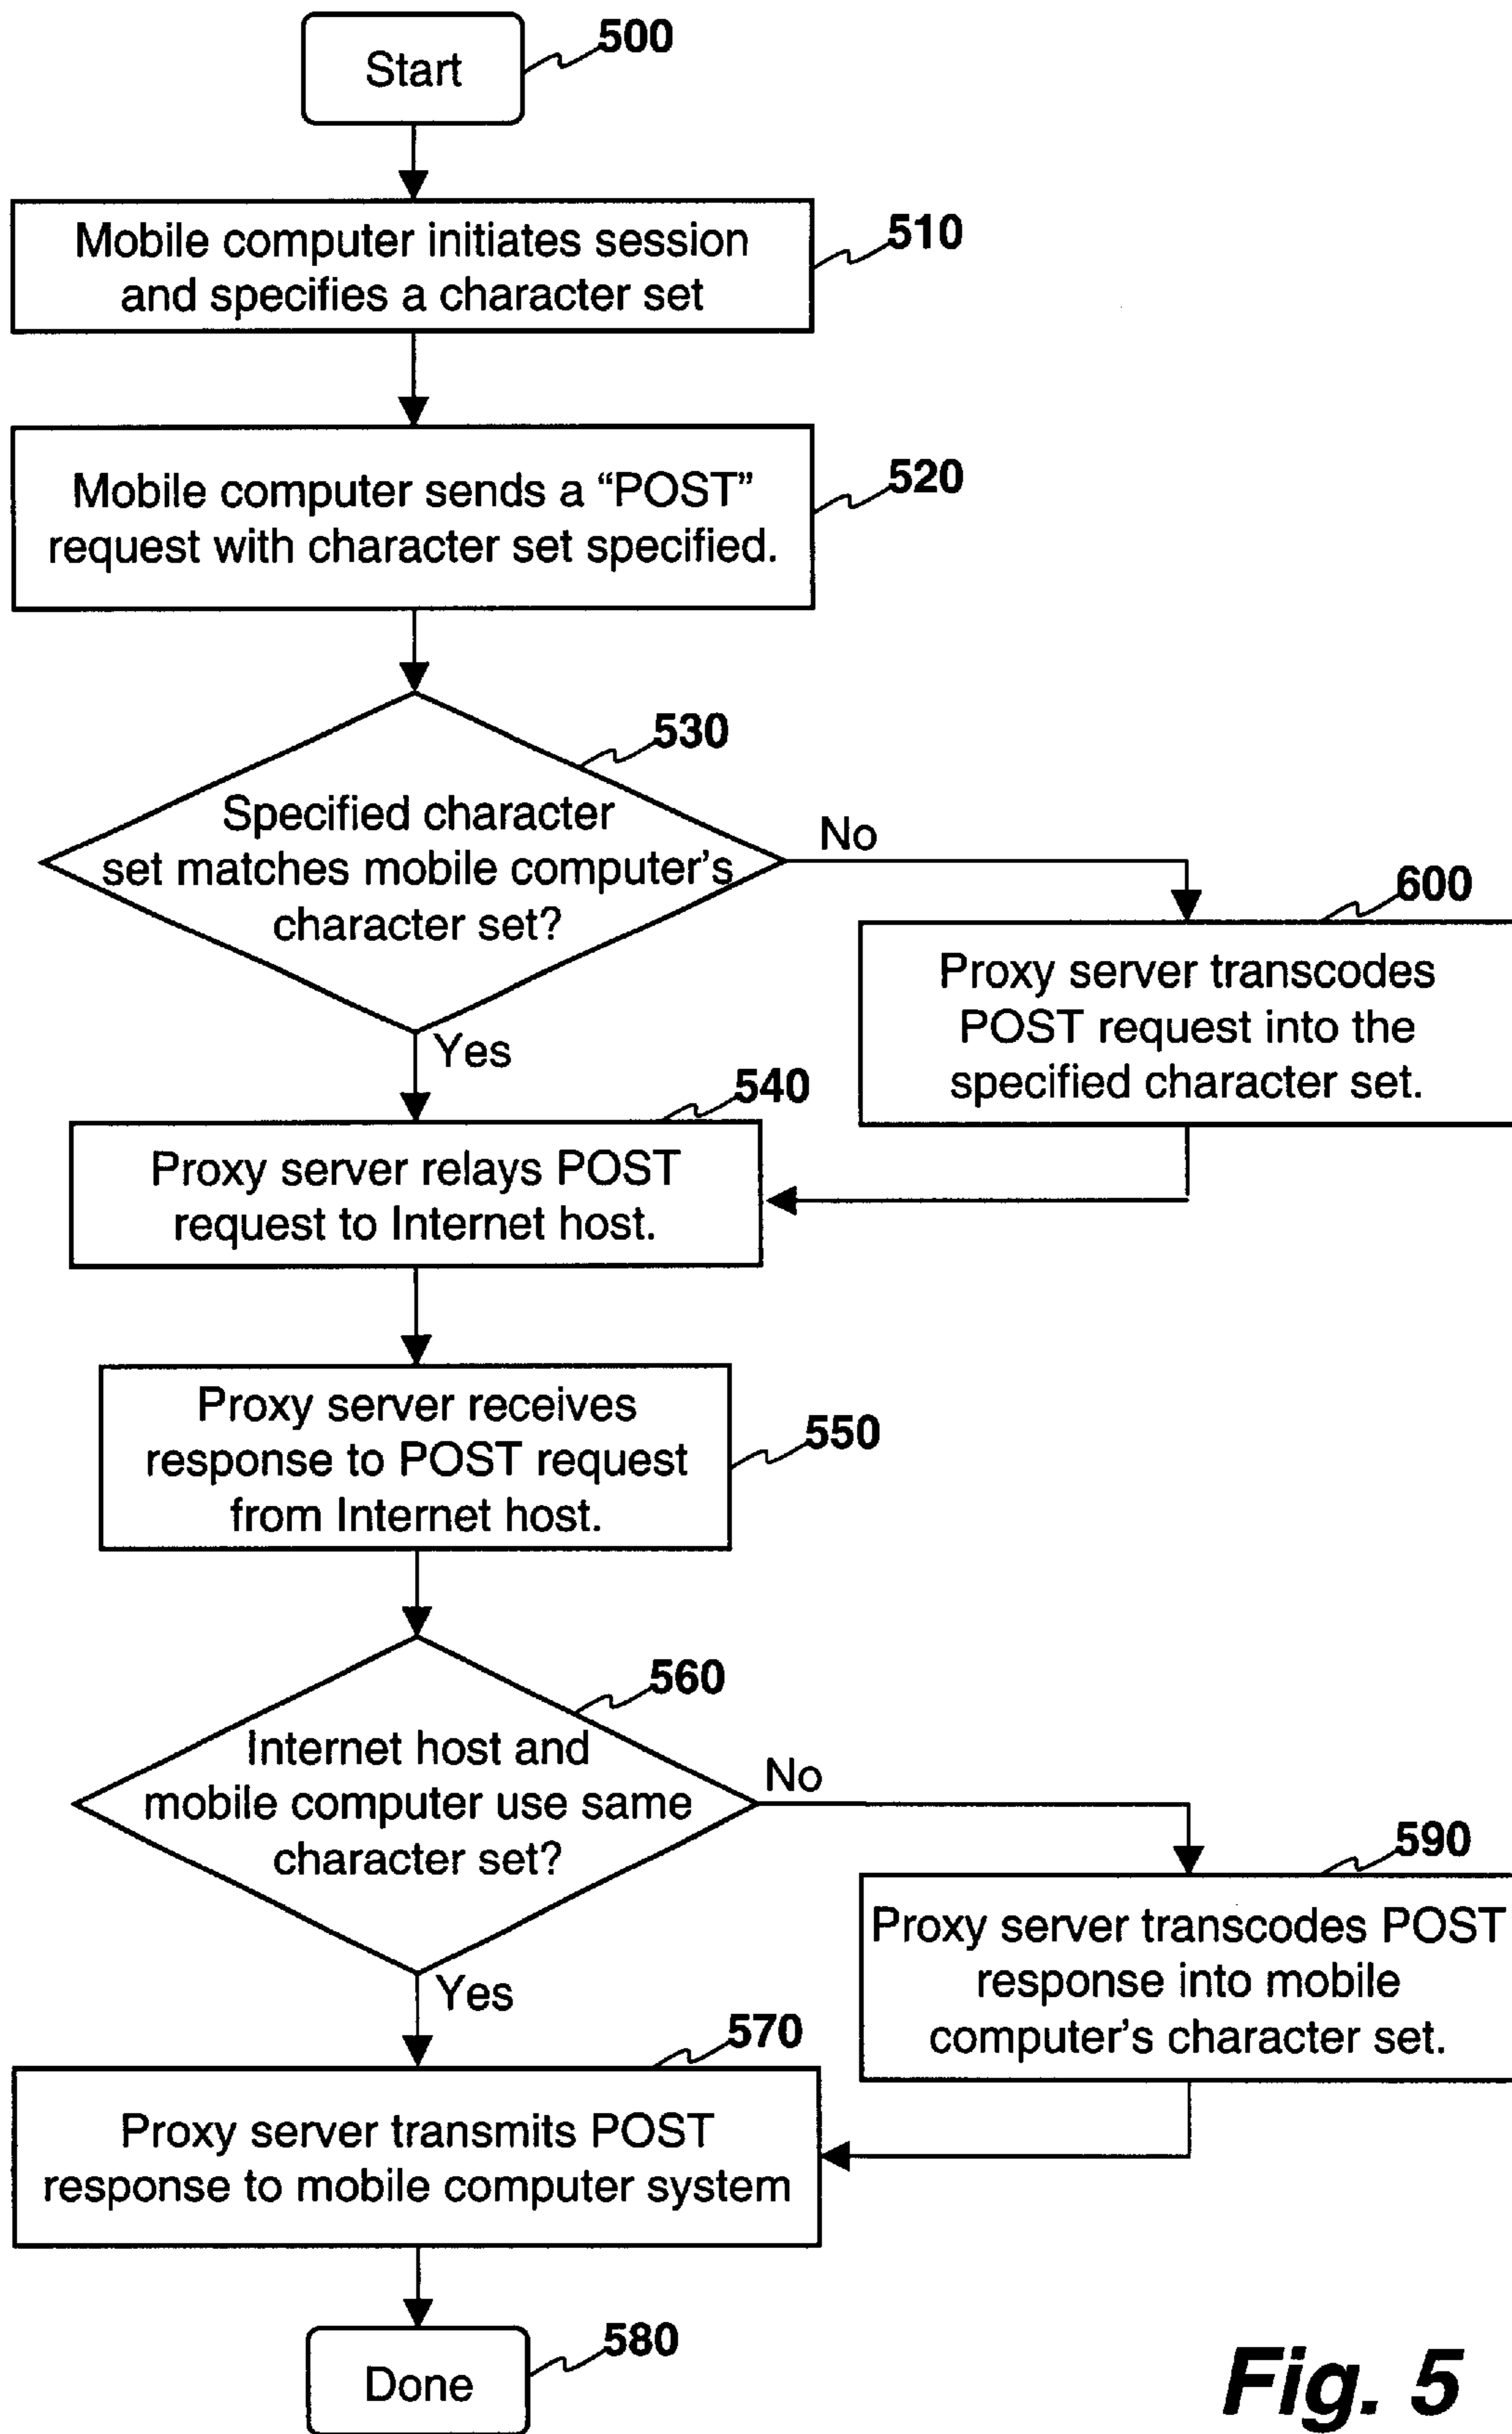 500
Start
510
Mobile computer initiates session
and specifies a character set
520
Mobile computer sends a “POST”
request with character set specified.
530
Specified character
set matches mobile computer’s
character set?
No
Yes
600
Proxy server transcodes
POST request into the
specified character set.
540
Proxy server relays POST
request to Internet host.
550
Proxy server receives
response to POST request
from Internet host.
560
Internet host and
mobile computer use same
character set?
No
Yes
590
Proxy server transcodes POST
response into mobile
computer’s character set.
570
Proxy server transmits POST
response to mobile computer system
580
Done
Fig. 5